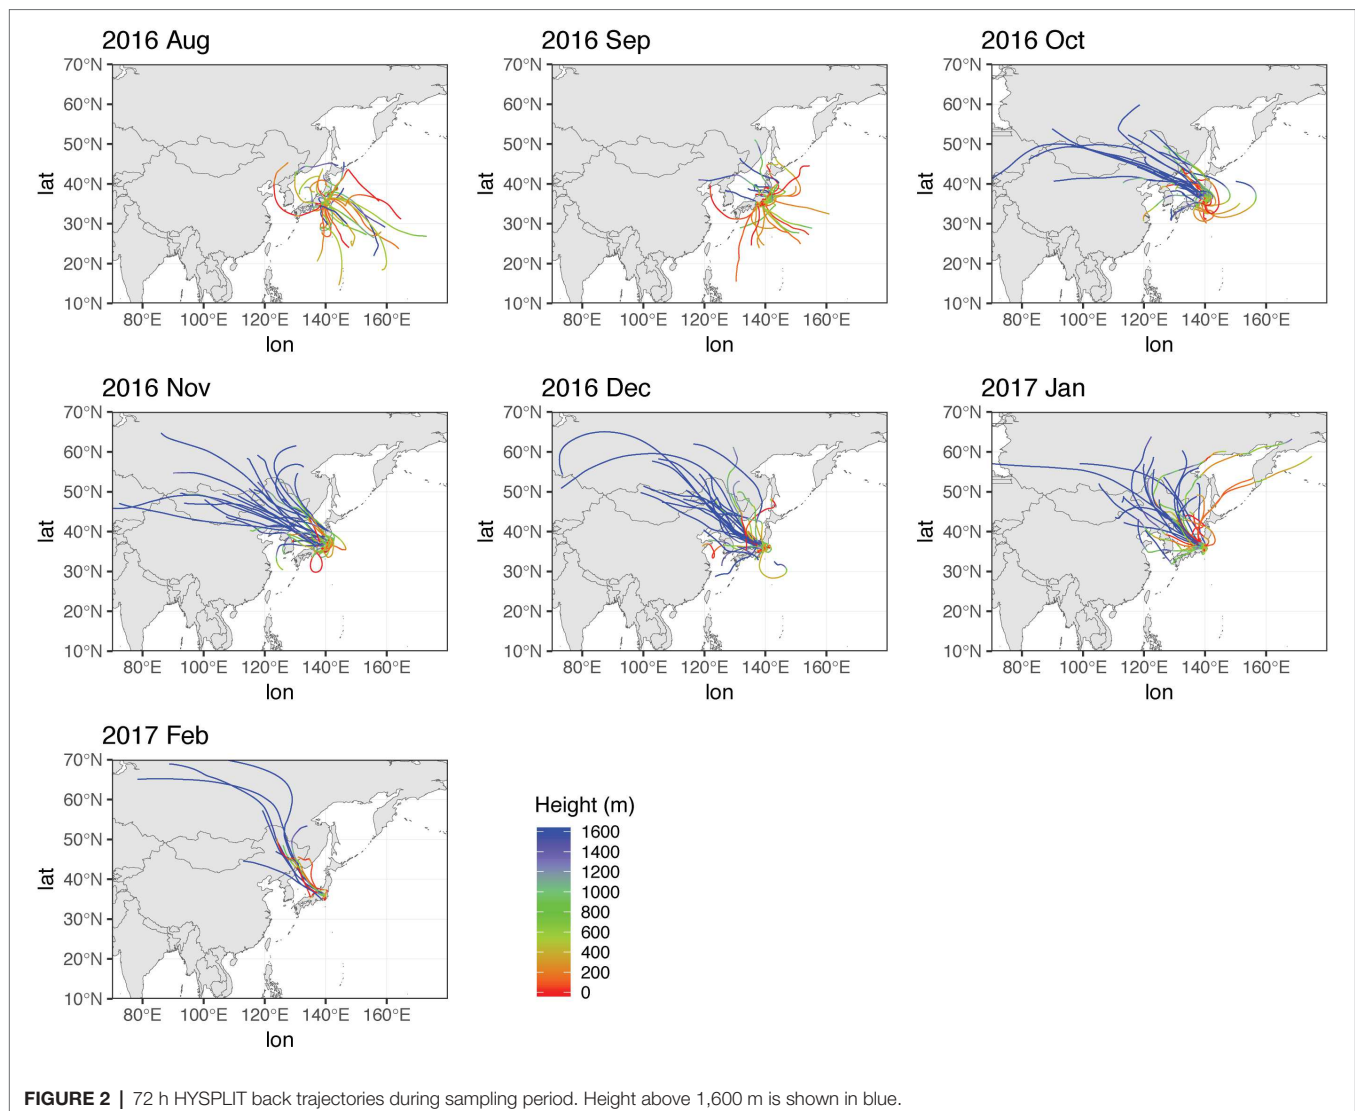 2016 Aug
2016 Sep
2016 Oct
70°N
60°N
50°N
40°N
30°N
20°N
10°N
lat
80°E 100°E 120°E 140°E 160°E
lon
70°N
60°N
50°N
40°N
30°N
20°N
10°N
lat
80°E 100°E 120°E 140°E 160°E
lon
70°N
60°N
50°N
40°N
30°N
20°N
10°N
lat
80°E 100°E 120°E 140°E 160°E
lon
2016 Nov
2016 Dec
2017 Jan
70°N
60°N
50°N
40°N
30°N
20°N
10°N
lat
80°E 100°E 120°E 140°E 160°E
lon
70°N
60°N
50°N
40°N
30°N
20°N
10°N
lat
80°E 100°E 120°E 140°E 160°E
lon
70°N
60°N
50°N
40°N
30°N
20°N
10°N
lat
80°E 100°E 120°E 140°E 160°E
lon
2017 Feb
70°N
60°N
50°N
40°N
30°N
20°N
10°N
lat
80°E 100°E 120°E 140°E 160°E
lon
Height (m)
1600
1400
1200
1000
800
600
400
200
0
FIGURE 2 | 72 h HYSPLIT back trajectories during sampling period. Height above 1,600 m is shown in blue.